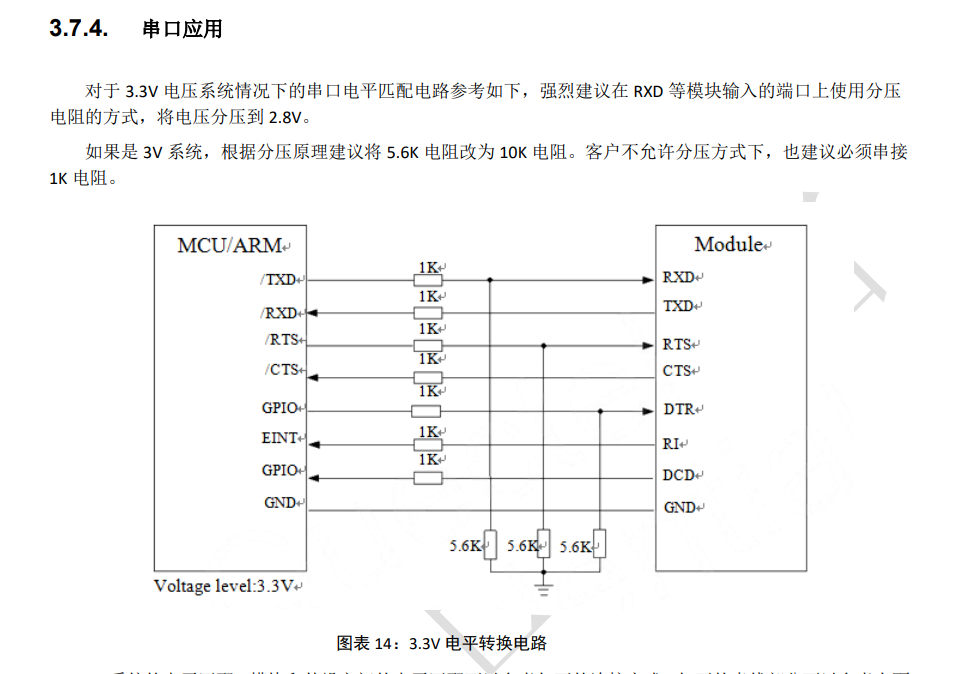 3.7.4. 串口应用
对于 3.3V 电压系统情况下的串口电平匹配电路参考如下，强烈建议在 RXD 等模块输入的端口上使用分压
电阻的方式，将电压分压到 2.8V。
如果是 3V 系统，根据分压原理建议将 5.6K 电阻改为 10K 电阻。客户不允许分压方式下，也建议必须串接
1K 电阻。
MCU/ARM
Module
/TXD
1K
RXD
/RXD
1K
TXD
/RTS
1K
RTS
/CTS
1K
CTS
GPIO
1K
DTR
EINT
1K
RI
GPIO
1K
DCD
GND
GND
5.6K
5.6K
5.6K
Voltage level:3.3V
图表 14：3.3V 电平转换电路